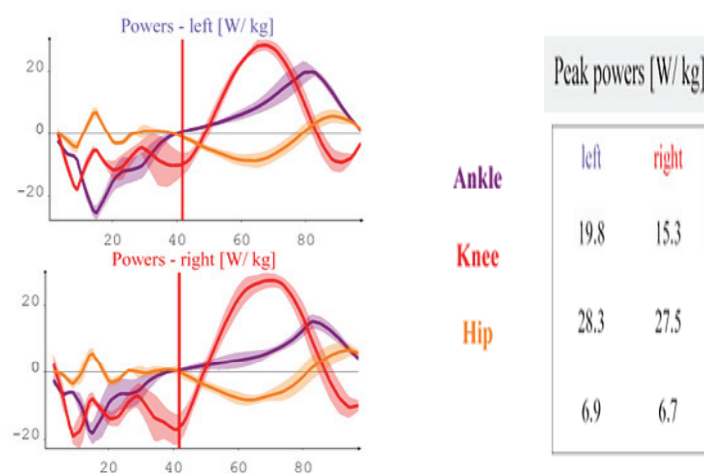 Powers - left [W/ kg]
20
0
-20
20 40 60 80
Powers - right [W/ kg]
20
0
-20
20 40 60 80
Ankle
Knee
Hip
Peak powers [W/ kg]
left right
19.8 15.3
28.3 27.5
6.9 6.7